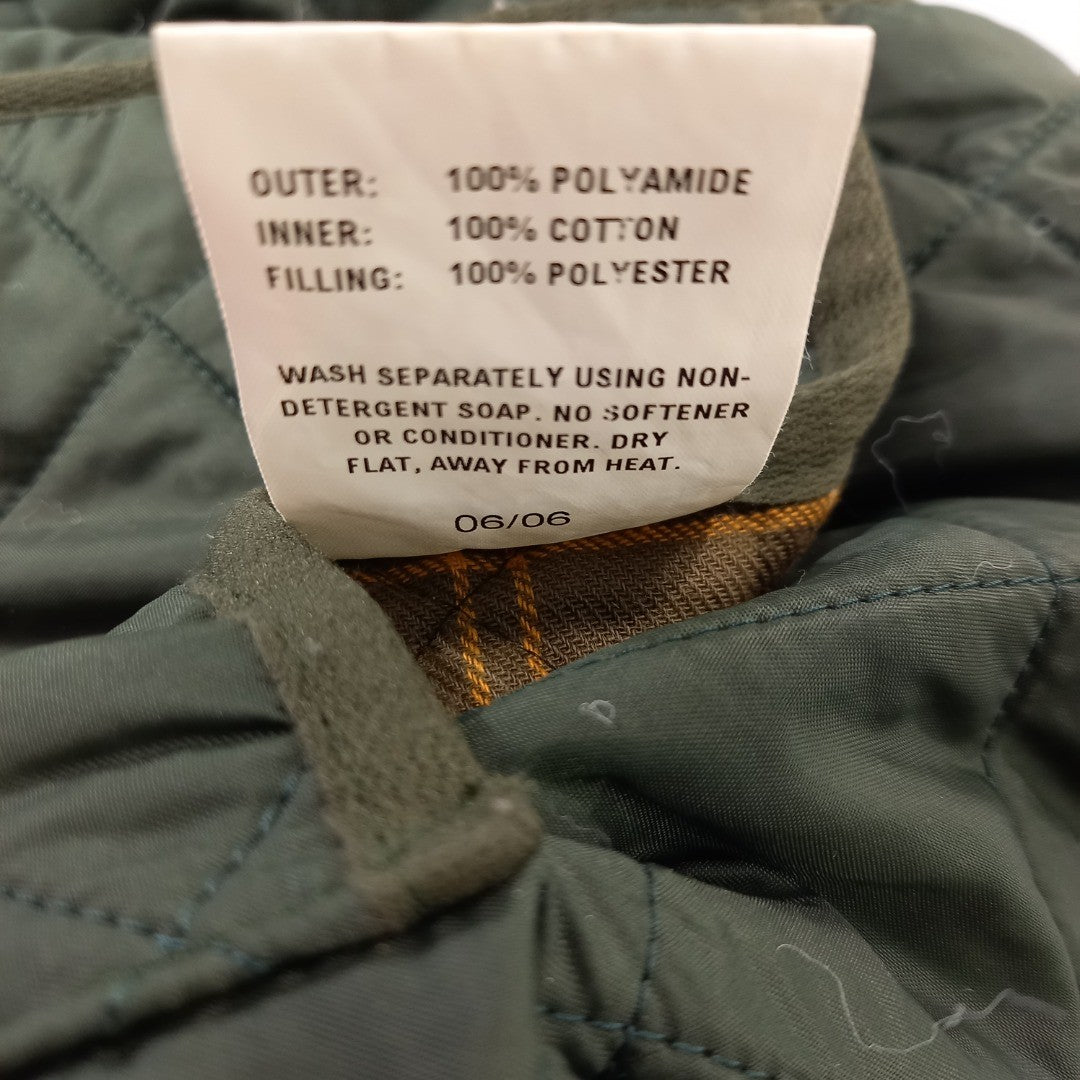 OUTER: 100% POLYAMIDE
INNER: 100% COTTON
FILLING: 100% POLYESTER
WASH SEPARATELY USING NON-
DETERGENT SOAP. NO SOFTENER
OR CONDITIONER. DRY
FLAT, AWAY FROM HEAT.
06/06